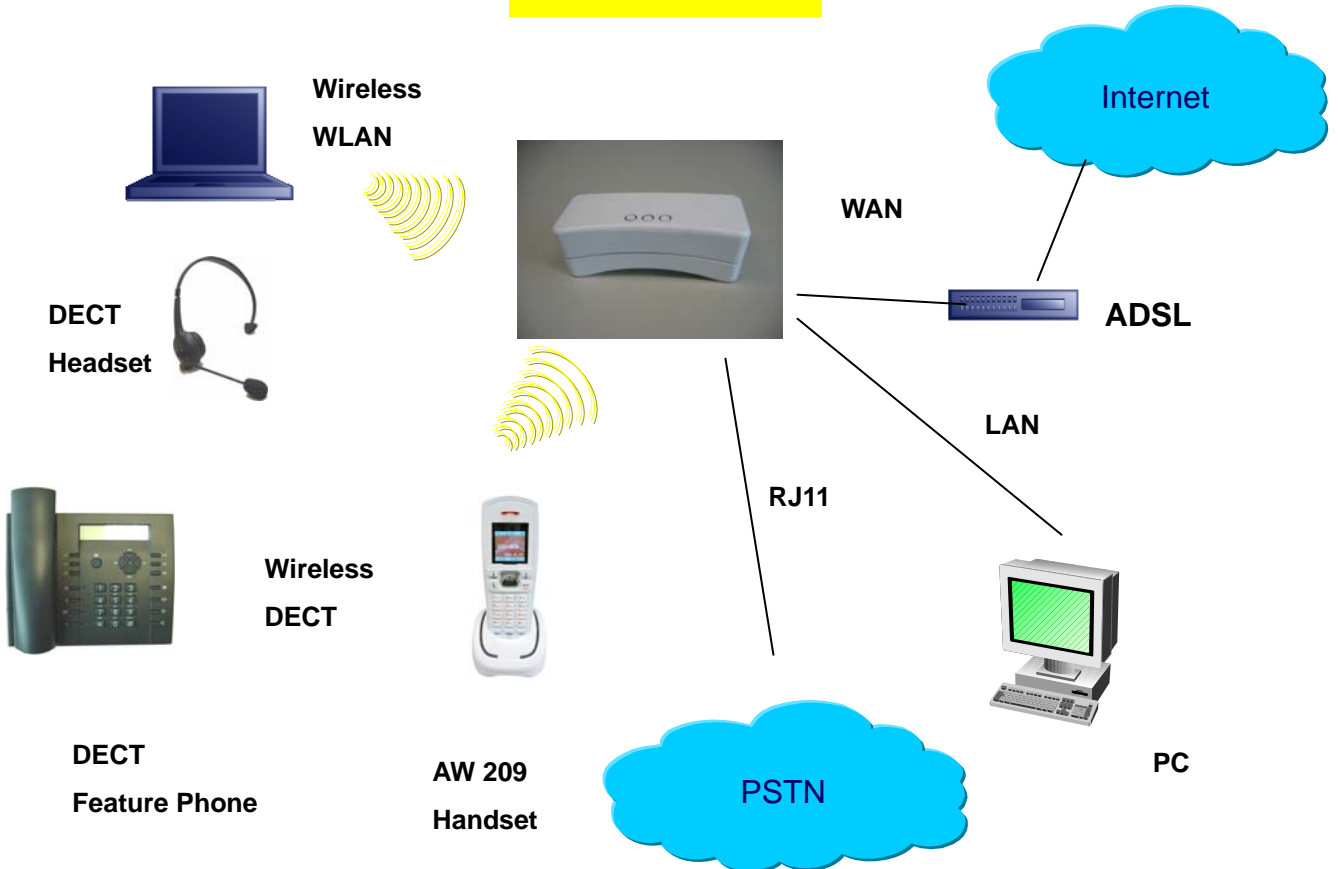 Wireless
WLAN
Internet
WAN
DECT
Headset
ADSL
LAN
RJ11
Wireless
DECT
DECT
Feature Phone
AW 209
Handset
PSTN
PC